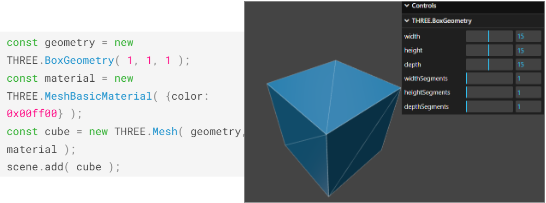 const geometry = new
THREE.BoxGeometry( 1, 1, 1 );
const material = new
THREE.MeshBasicMaterial( {color:
0x00ff00} );
const cube = new THREE.Mesh( geometry,
material );
scene.add( cube );
Controls
THREE.BoxGeometry
width 15
height 15
depth 15
widthSegments 1
heightSegments 1
depthSegments 1